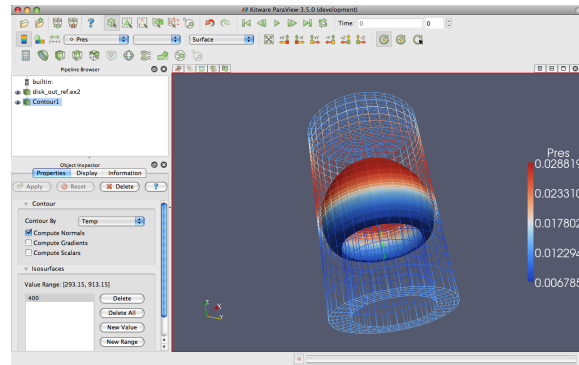 Kitware ParaView 3.5.0 (development)
Time: 0 0
Pres Surface
Pipeline Browser
builtin:
disk_out_ref.ex2
Contour1
Object Inspector
Properties Display Information
Apply Reset Delete ?
Contour
Contour By Temp
Compute Normals
Compute Gradients
Compute Scalars
Isosurfaces
Value Range: [293.15, 913.15]
400
Delete
Delete All
New Value
New Range
Pres
0.028819
0.023310
0.017802
0.012294
0.006785
Z
X
Y